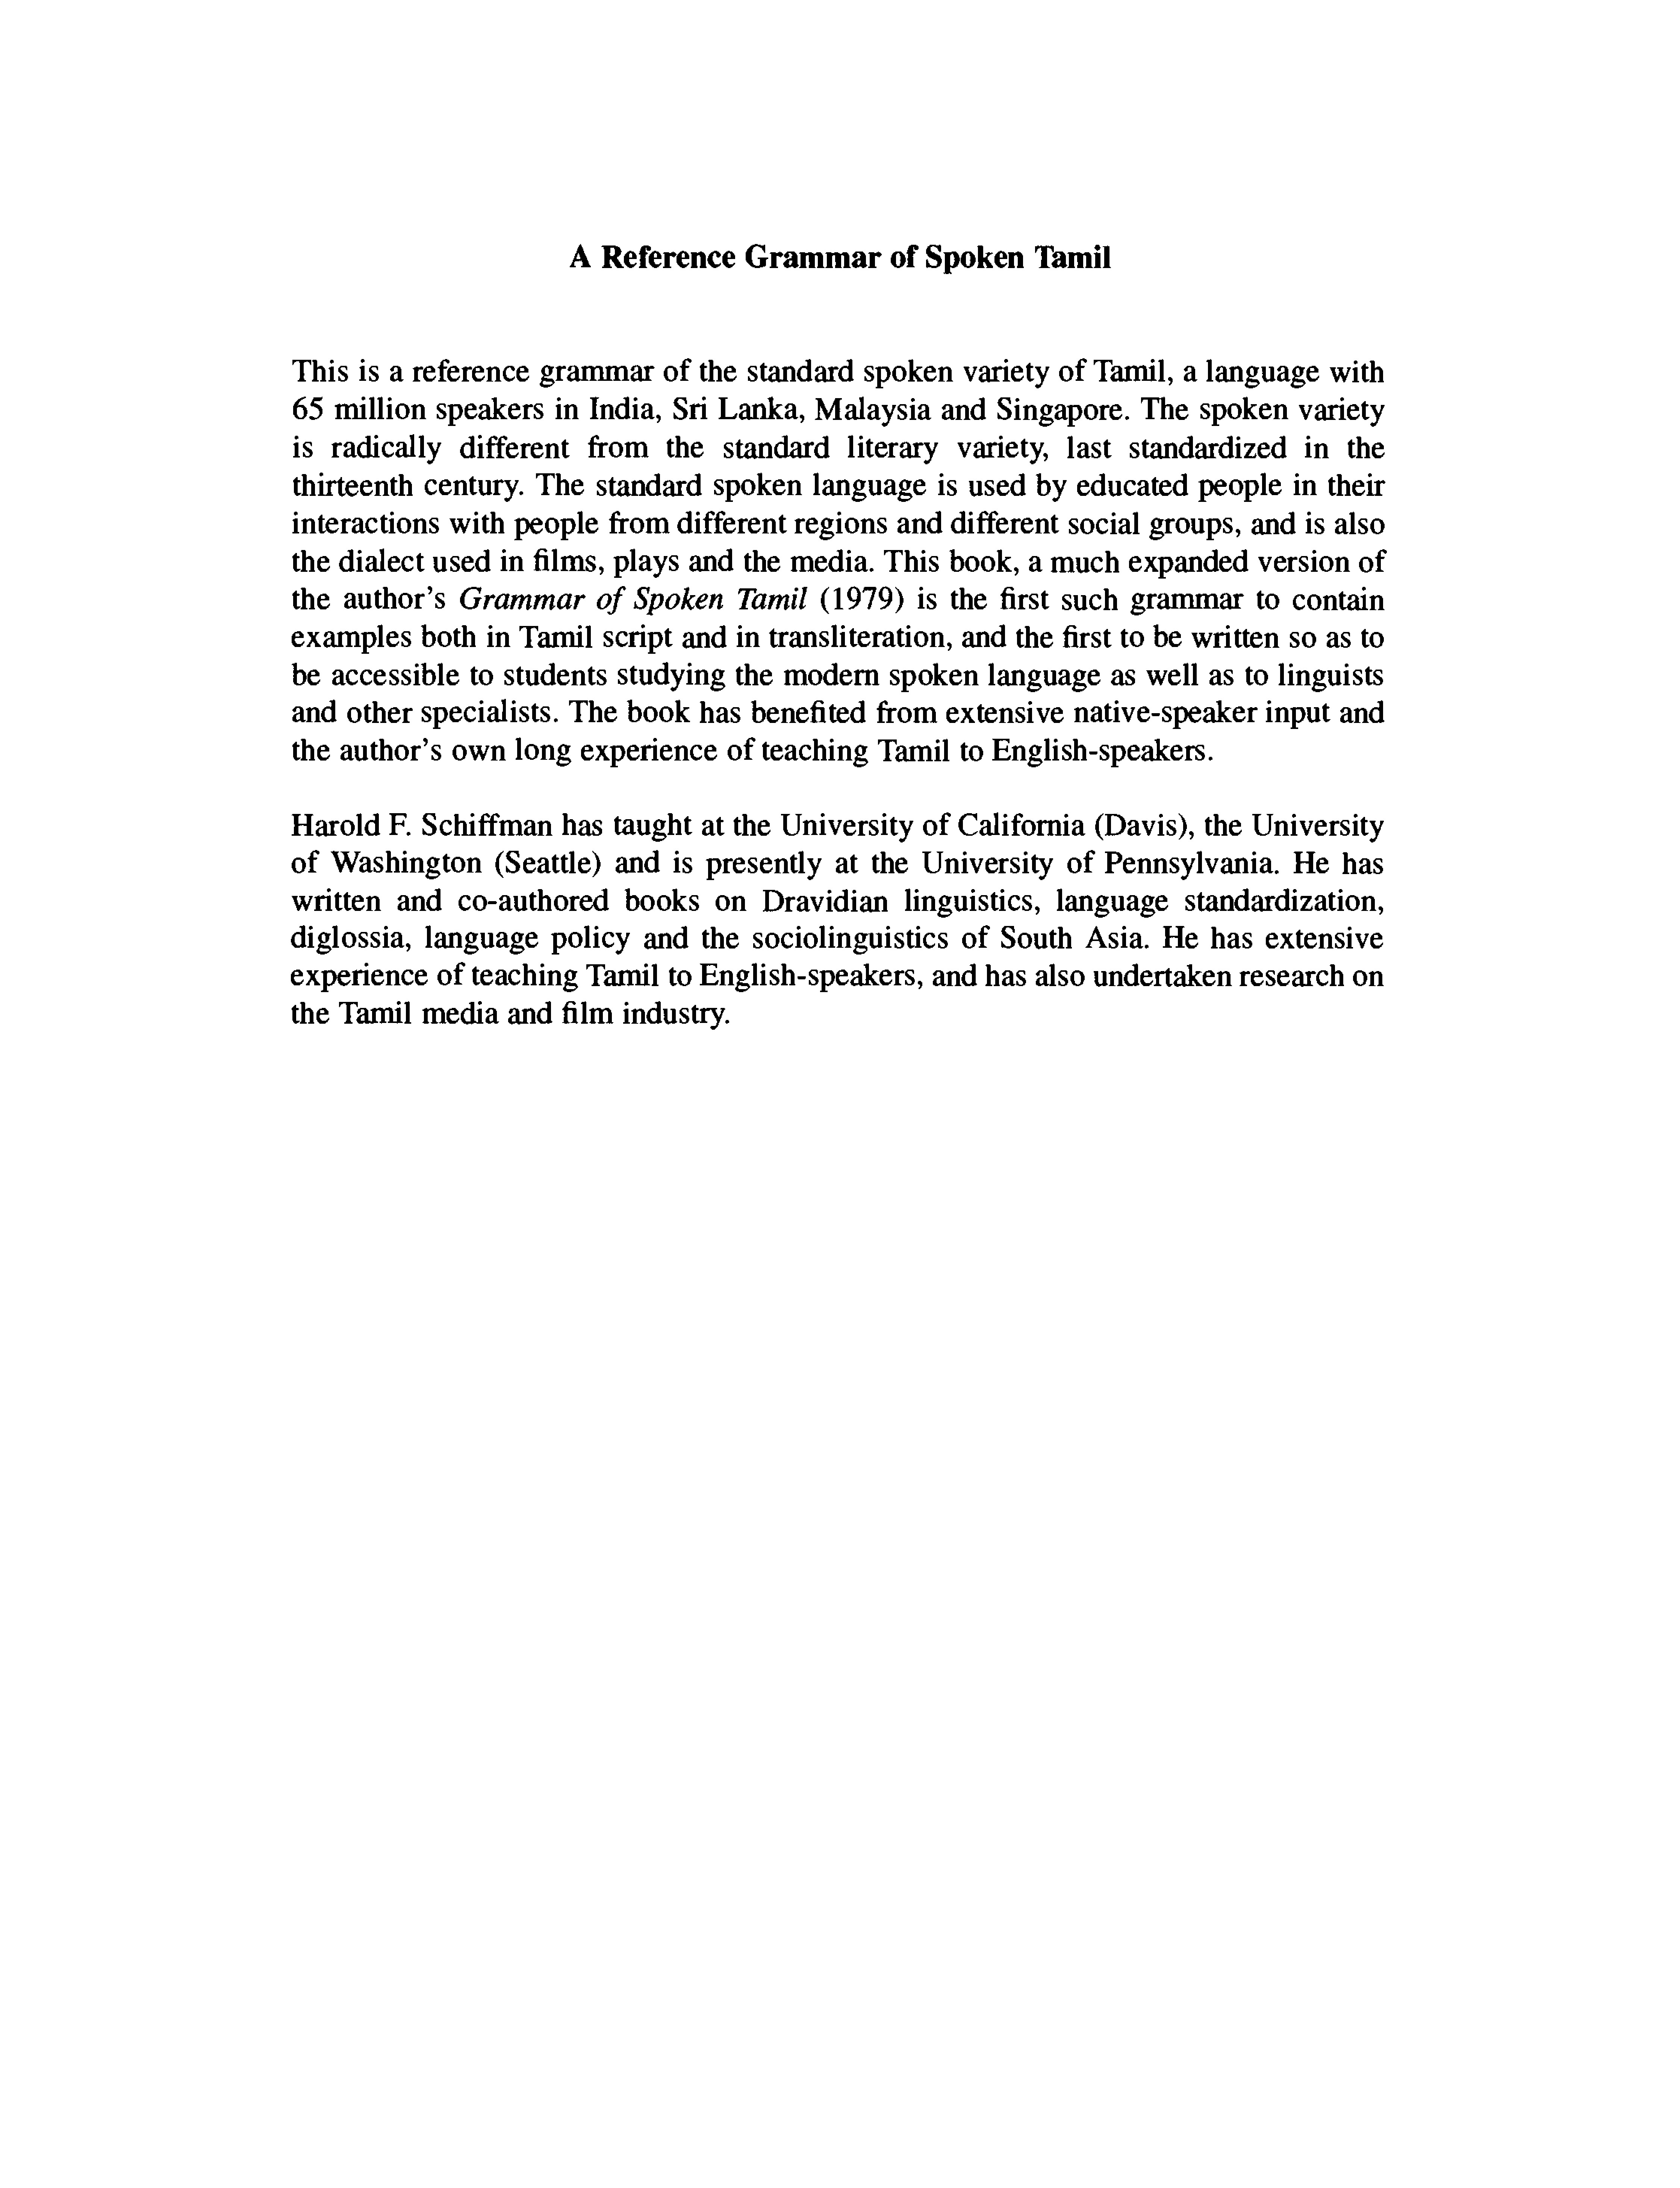 A Reference Grammar of Spoken Tamil
This is a reference grammar of the standard spoken variety of Tamil, a language with
65 million speakers in India, Sri Lanka, Malaysia and Singapore. The spoken variety
is radically different from the standard literary variety, last standardized in the
thirteenth century. The standard spoken language is used by educated people in their
interactions with people from different regions and different social groups, and is also
the dialect used in films, plays and the media. This book, a much expanded version of
the author's Grammar of Spoken Tamil (1979) is the first such grammar to contain
examples both in Tamil script and in transliteration, and the first to be written so as to
be accessible to students studying the modern spoken language as well as to linguists
and other specialists. The book has benefited from extensive native-speaker input and
the author's own long experience of teaching Tamil to English-speakers.
Harold F. Schiffman has taught at the University of California (Davis), the University
of Washington (Seattle) and is presently at the University of Pennsylvania. He has
written and co-authored books on Dravidian linguistics, language standardization,
diglossia, language policy and the sociolinguistics of South Asia. He has extensive
experience of teaching Tamil to English-speakers, and has also undertaken research on
the Tamil media and film industry.